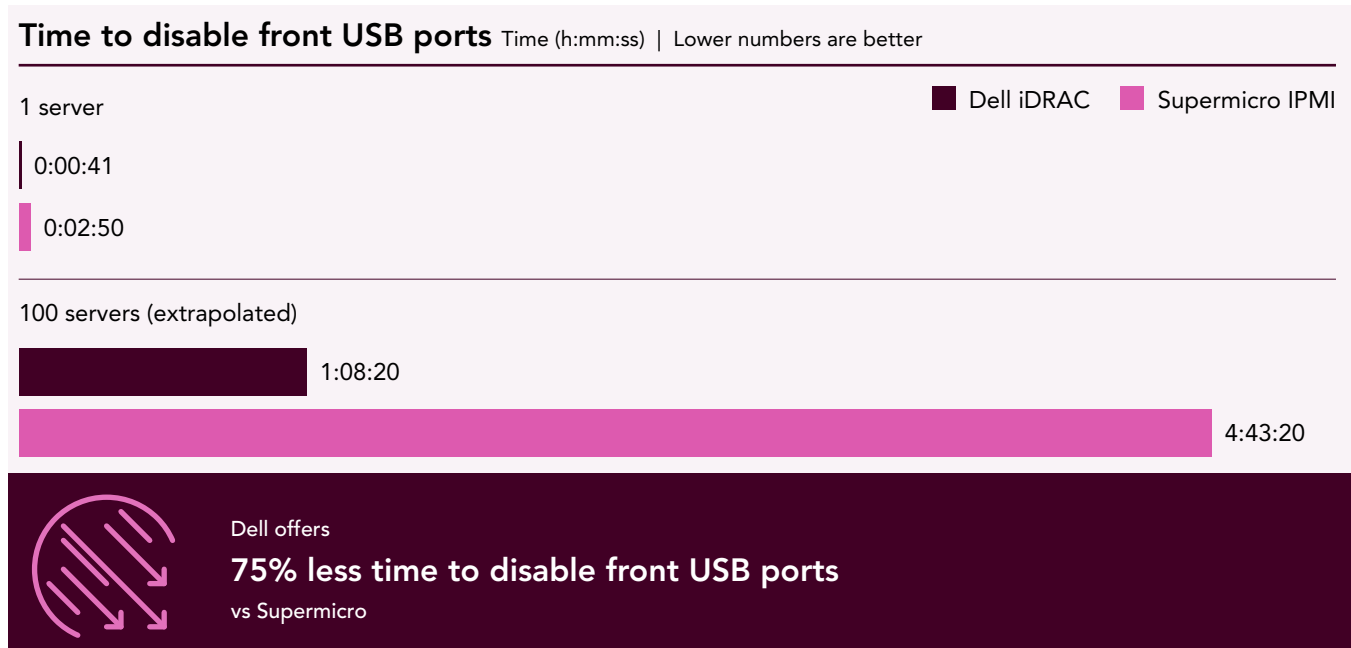 Time to disable front USB ports Time (h:mm:ss) | Lower numbers are better
1 server
Dell iDRAC
Supermicro IPMI
0:00:41
0:02:50
100 servers (extrapolated)
1:08:20
4:43:20
Dell offers
75% less time to disable front USB ports
vs Supermicro